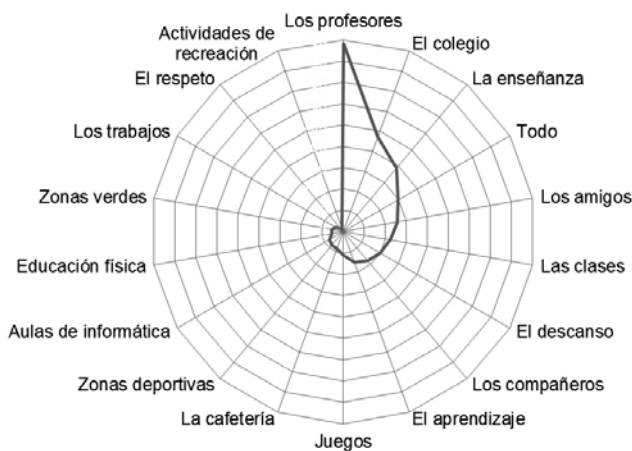 Los profesores
El colegio
La enseñanza
Todo
Los amigos
Las clases
El descanso
Los compañeros
El aprendizaje
Juegos
La cafetería
Zonas deportivas
Aulas de informática
Educación física
Zonas verdes
Los trabajos
El respeto
Actividades de
recreación